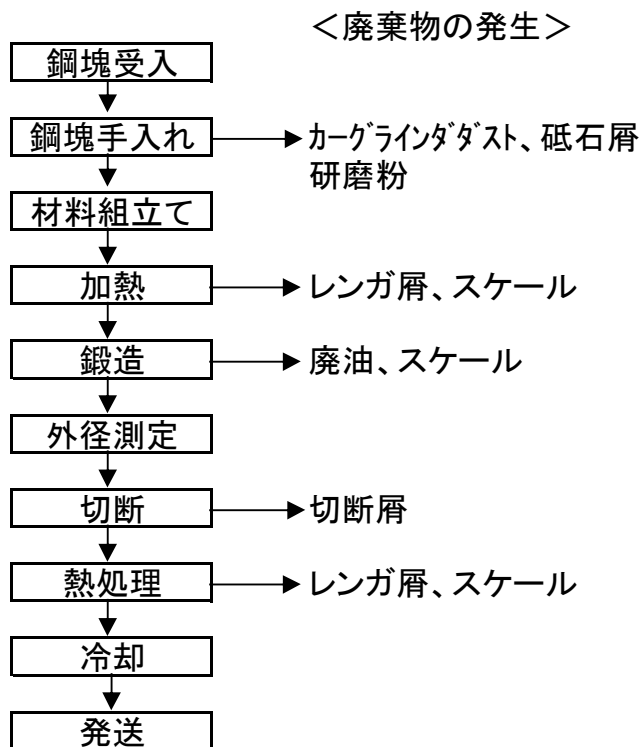 ＜廃棄物の発生＞
鋼塊受入
鋼塊手入れ
ｶｰｸﾞﾗｲﾝﾀﾞﾀﾞｽﾄ、砥石屑
研磨粉
材料組立て
加熱
レンガ屑、スケール
鍛造
廃油、スケール
外径測定
切断
切断屑
熱処理
レンガ屑、スケール
冷却
発送